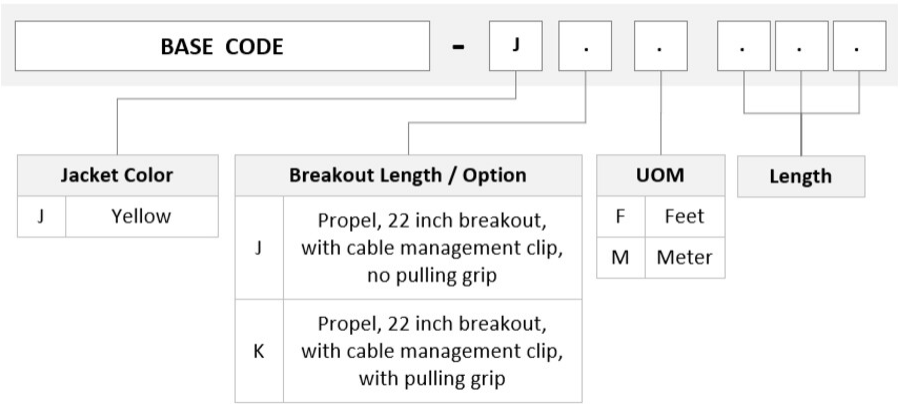 BASE CODE - J . . . . .
Jacket Color
J Yellow
Breakout Length / Option
J
Propel, 22 inch breakout,
with cable management clip,
no pulling grip
K
Propel, 22 inch breakout,
with cable management clip,
with pulling grip
UOM
F Feet
M Meter
Length